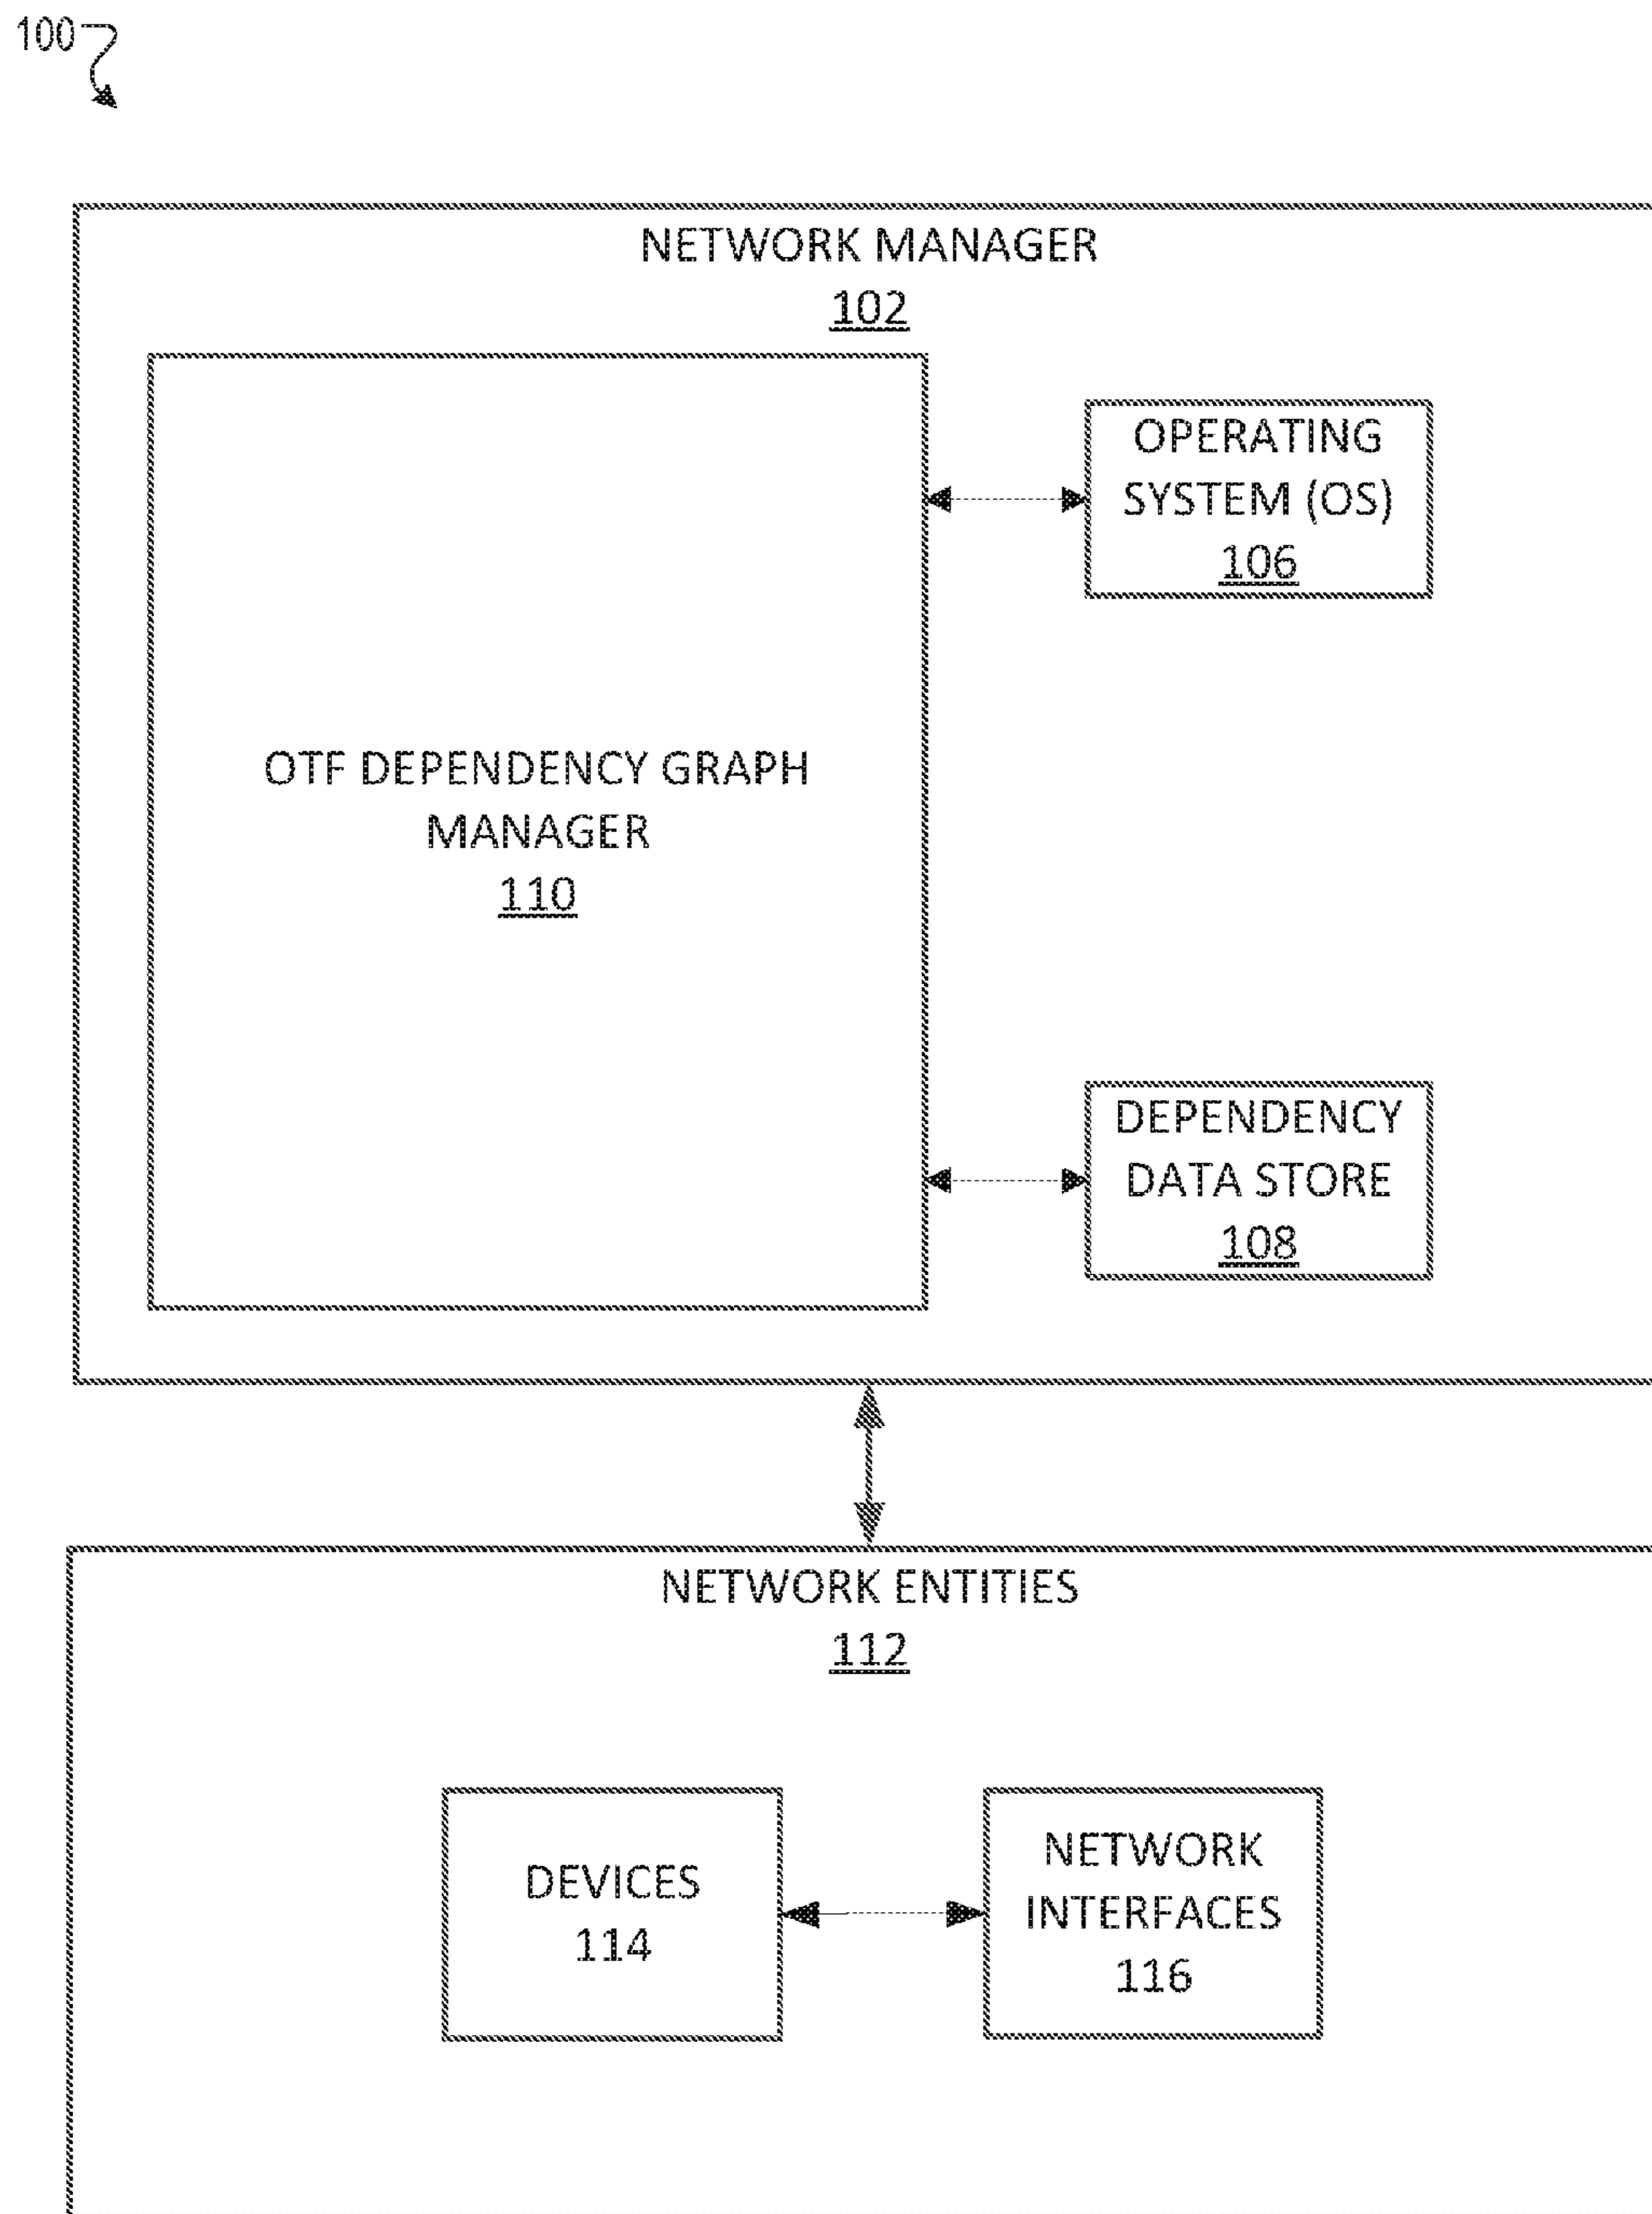 100
NETWORK MANAGER
102
OPERATING
SYSTEM (OS)
106
OTF DEPENDENCY GRAPH
MANAGER
110
DEPENDENCY
DATA STORE
108
NETWORK ENTITIES
112
DEVICES
114
NETWORK
INTERFACES
116